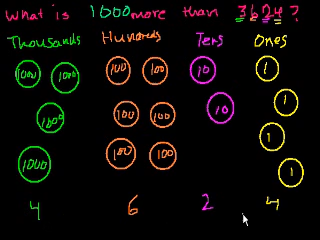 What is 1000 more than 3624?
Thousands Hundreds Tens Ones
1000 1000 100 100 10 1
1000 100 100 10 1
1000 100 100 1
1
4 6 2 4